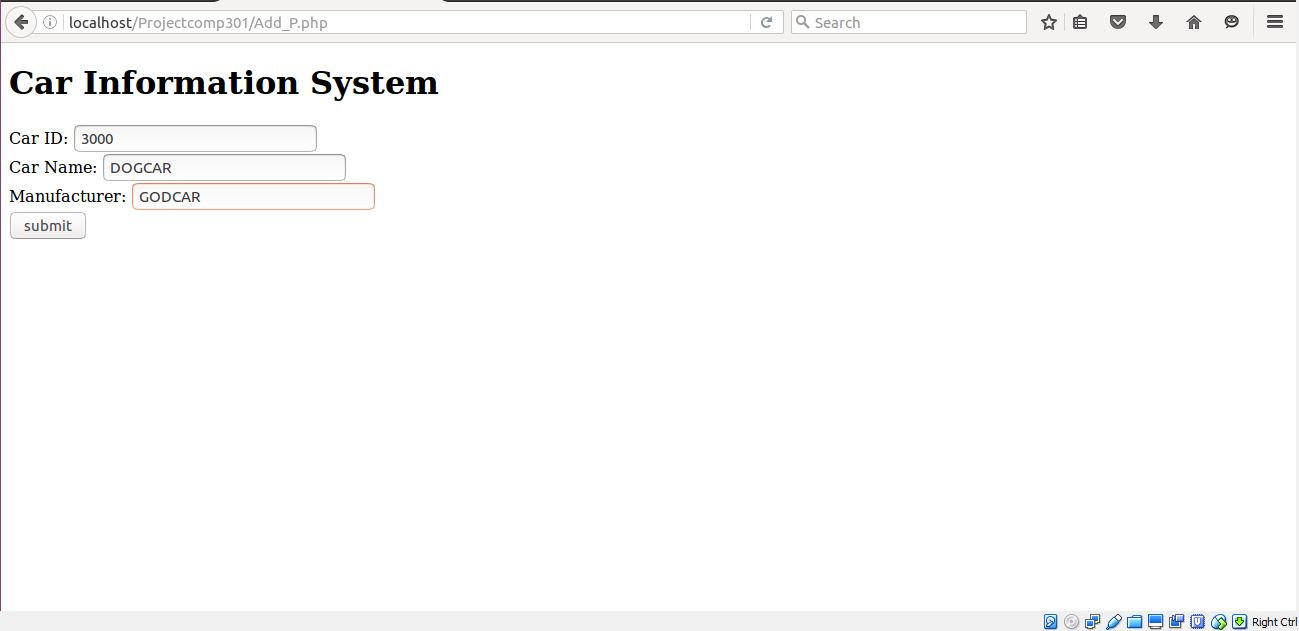 localhost/Projectcomp301/Add_P.php
Search
Car Information System
Car ID: 3000
Car Name: DOGCAR
Manufacturer: GODCAR
submit
Right Ctrl